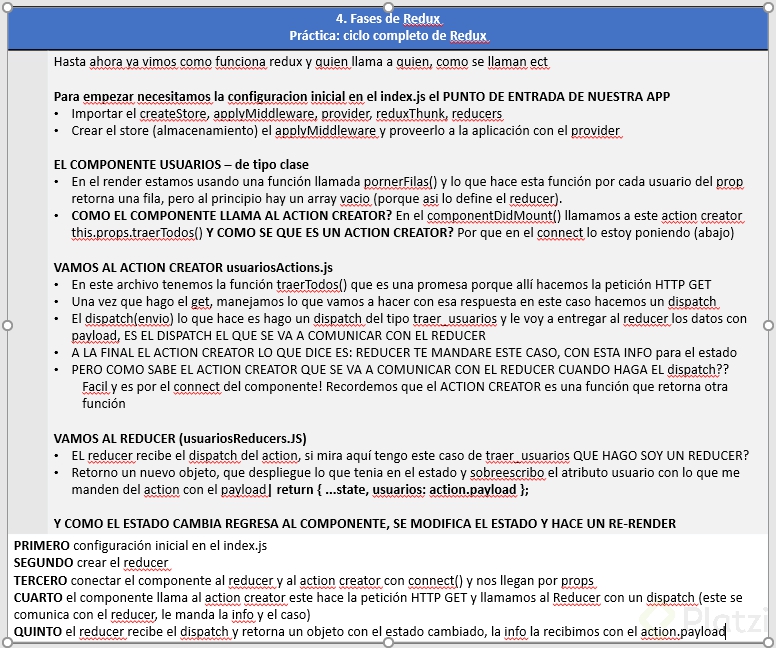 4. Fases de Redux
Práctica: ciclo completo de Redux
Hasta ahora ya vimos como funciona redux y quien llama a quien, como se llaman ect
Para empezar necesitamos la configuracion inicial en el index.js el PUNTO DE ENTRADA DE NUESTRA APP
• Importar el createStore, applyMiddleware, provider, reduxThunk, reducers
• Crear el store (almacenamiento) el applyMiddleware y proveerlo a la aplicación con el provider
EL COMPONENTE USUARIOS – de tipo clase
• En el render estamos usando una función llamada pornerFilas() y lo que hace esta función por cada usuario del prop
retorna una fila, pero al principio hay un array vacio (porque asi lo define el reducer).
• COMO EL COMPONENTE LLAMA AL ACTION CREATOR? En el componentDidMount() llamamos a este action creator
this.props.traerTodos() Y COMO SE QUE ES UN ACTION CREATOR? Por que en el connect lo estoy poniendo (abajo)
VAMOS AL ACTION CREATOR usuariosActions.js
• En este archivo tenemos la función traerTodos() que es una promesa porque allí hacemos la petición HTTP GET
• Una vez que hago el get, manejamos lo que vamos a hacer con esa respuesta en este caso hacemos un dispatch
• El dispatch(envio) lo que hace es hago un dispatch del tipo traer_usuarios y le voy a entregar al reducer los datos con
payload, ES EL DISPATCH EL QUE SE VA A COMUNICAR CON EL REDUCER
• A LA FINAL EL ACTION CREATOR LO QUE DICE ES: REDUCER TE MANDARE ESTE CASO, CON ESTA INFO para el estado
• PERO COMO SABE EL ACTION CREATOR QUE SE VA A COMUNICAR CON EL REDUCER CUANDO HAGA EL dispatch??
Facil y es por el connect del componente! Recordemos que el ACTION CREATOR es una función que retorna otra
función
VAMOS AL REDUCER (usuariosReducers.JS)
• EL reducer recibe el dispatch del action, si mira aquí tengo este caso de traer_usuarios QUE HAGO SOY UN REDUCER?
• Retorno un nuevo objeto, que despliegue lo que tenia en el estado y sobreescribo el atributo usuario con lo que me
manden del action con el payload| return { ...state, usuarios: action.payload };
Y COMO EL ESTADO CAMBIA REGRESA AL COMPONENTE, SE MODIFICA EL ESTADO Y HACE UN RE-RENDER
PRIMERO configuración inicial en el index.js
SEGUNDO crear el reducer
TERCERO conectar el componente al reducer y al action creator con connect() y nos llegan por props
CUARTO el componente llama al action creator este hace la petición HTTP GET y llamamos al Reducer con un dispatch (este se
comunica con el reducer, le manda la info y el caso)
QUINTO el reducer recibe el dispatch y retorna un objeto con el estado cambiado, la info la recibimos con el action.payload
Platzi